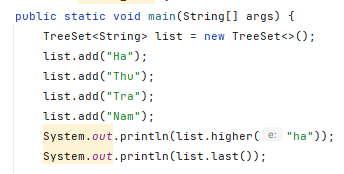 public static void main(String[] args) {
TreeSet<String> list = new TreeSet<>();
list.add("Ha");
list.add("Thu");
list.add("Tra");
list.add("Nam");
System.out.println(list.higher( e: "ha"));
System.out.println(list.last());